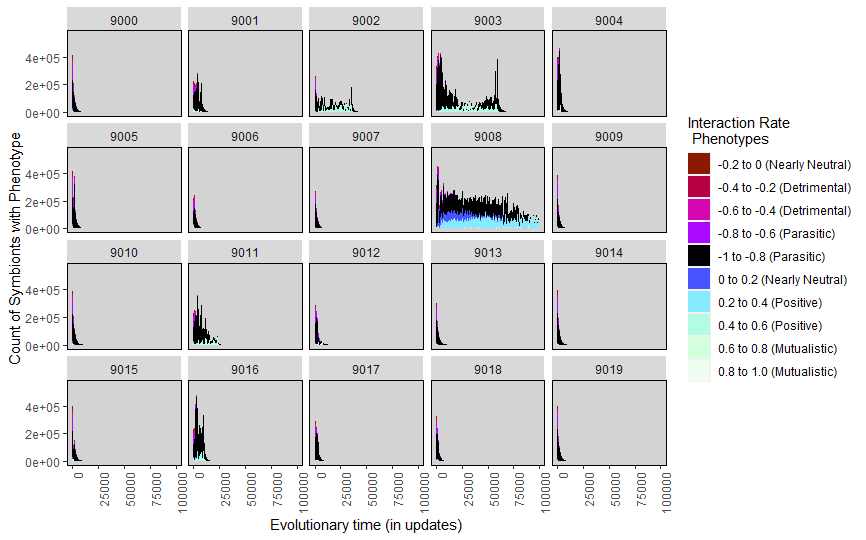 9000 9001 9002 9003 9004
4e+05
2e+05
0e+00
9005 9006 9007 9008 9009
4e+05
2e+05
0e+00
9010 9011 9012 9013 9014
4e+05
2e+05
0e+00
9015 9016 9017 9018 9019
4e+05
2e+05
0e+00
0 25000 50000 75000 100000 0 25000 50000 75000 100000 0 25000 50000 75000 100000 0 25000 50000 75000 100000 0 25000 50000 75000 100000
Evolutionary time (in updates)
Count of Symbionts with Phenotype
Interaction Rate
Phenotypes
-0.2 to 0 (Nearly Neutral)
-0.4 to -0.2 (Detrimental)
-0.6 to -0.4 (Detrimental)
-0.8 to -0.6 (Parasitic)
-1 to -0.8 (Parasitic)
0 to 0.2 (Nearly Neutral)
0.2 to 0.4 (Positive)
0.4 to 0.6 (Positive)
0.6 to 0.8 (Mutualistic)
0.8 to 1.0 (Mutualistic)